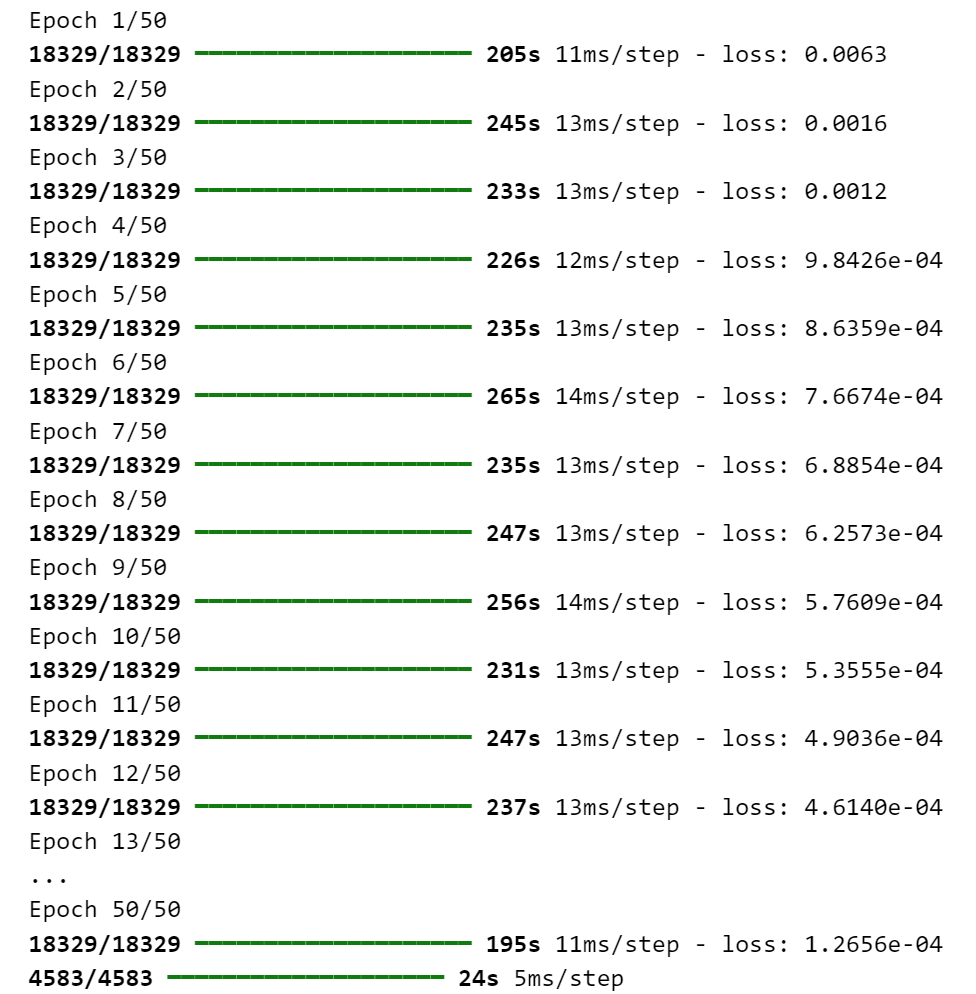 Epoch 1/50
18329/18329 ━━━━━━━━━━━━━━━━━━━━ 205s 11ms/step - loss: 0.0063
Epoch 2/50
18329/18329 ━━━━━━━━━━━━━━━━━━━━ 245s 13ms/step - loss: 0.0016
Epoch 3/50
18329/18329 ━━━━━━━━━━━━━━━━━━━━ 233s 13ms/step - loss: 0.0012
Epoch 4/50
18329/18329 ━━━━━━━━━━━━━━━━━━━━ 226s 12ms/step - loss: 9.8426e-04
Epoch 5/50
18329/18329 ━━━━━━━━━━━━━━━━━━━━ 235s 13ms/step - loss: 8.6359e-04
Epoch 6/50
18329/18329 ━━━━━━━━━━━━━━━━━━━━ 265s 14ms/step - loss: 7.6674e-04
Epoch 7/50
18329/18329 ━━━━━━━━━━━━━━━━━━━━ 235s 13ms/step - loss: 6.8854e-04
Epoch 8/50
18329/18329 ━━━━━━━━━━━━━━━━━━━━ 247s 13ms/step - loss: 6.2573e-04
Epoch 9/50
18329/18329 ━━━━━━━━━━━━━━━━━━━━ 256s 14ms/step - loss: 5.7609e-04
Epoch 10/50
18329/18329 ━━━━━━━━━━━━━━━━━━━━ 231s 13ms/step - loss: 5.3555e-04
Epoch 11/50
18329/18329 ━━━━━━━━━━━━━━━━━━━━ 247s 13ms/step - loss: 4.9036e-04
Epoch 12/50
18329/18329 ━━━━━━━━━━━━━━━━━━━━ 237s 13ms/step - loss: 4.6140e-04
Epoch 13/50
...
Epoch 50/50
18329/18329 ━━━━━━━━━━━━━━━━━━━━ 195s 11ms/step - loss: 1.2656e-04
4583/4583 ━━━━━━━━━━━━━━━━━━━━ 24s 5ms/step